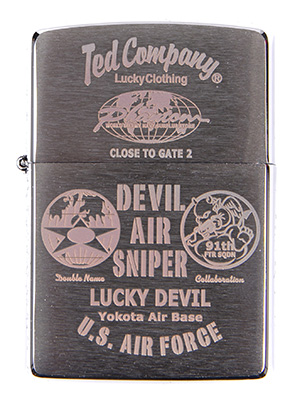 Ted Company®
LuckyClothing
CLOSE TO GATE 2
DEVIL
AIR
SNIPER
91th
FTR SQDN
Double Name
Collaboration
LUCKY DEVIL
Yokota Air Base
U.S. AIR FORCE